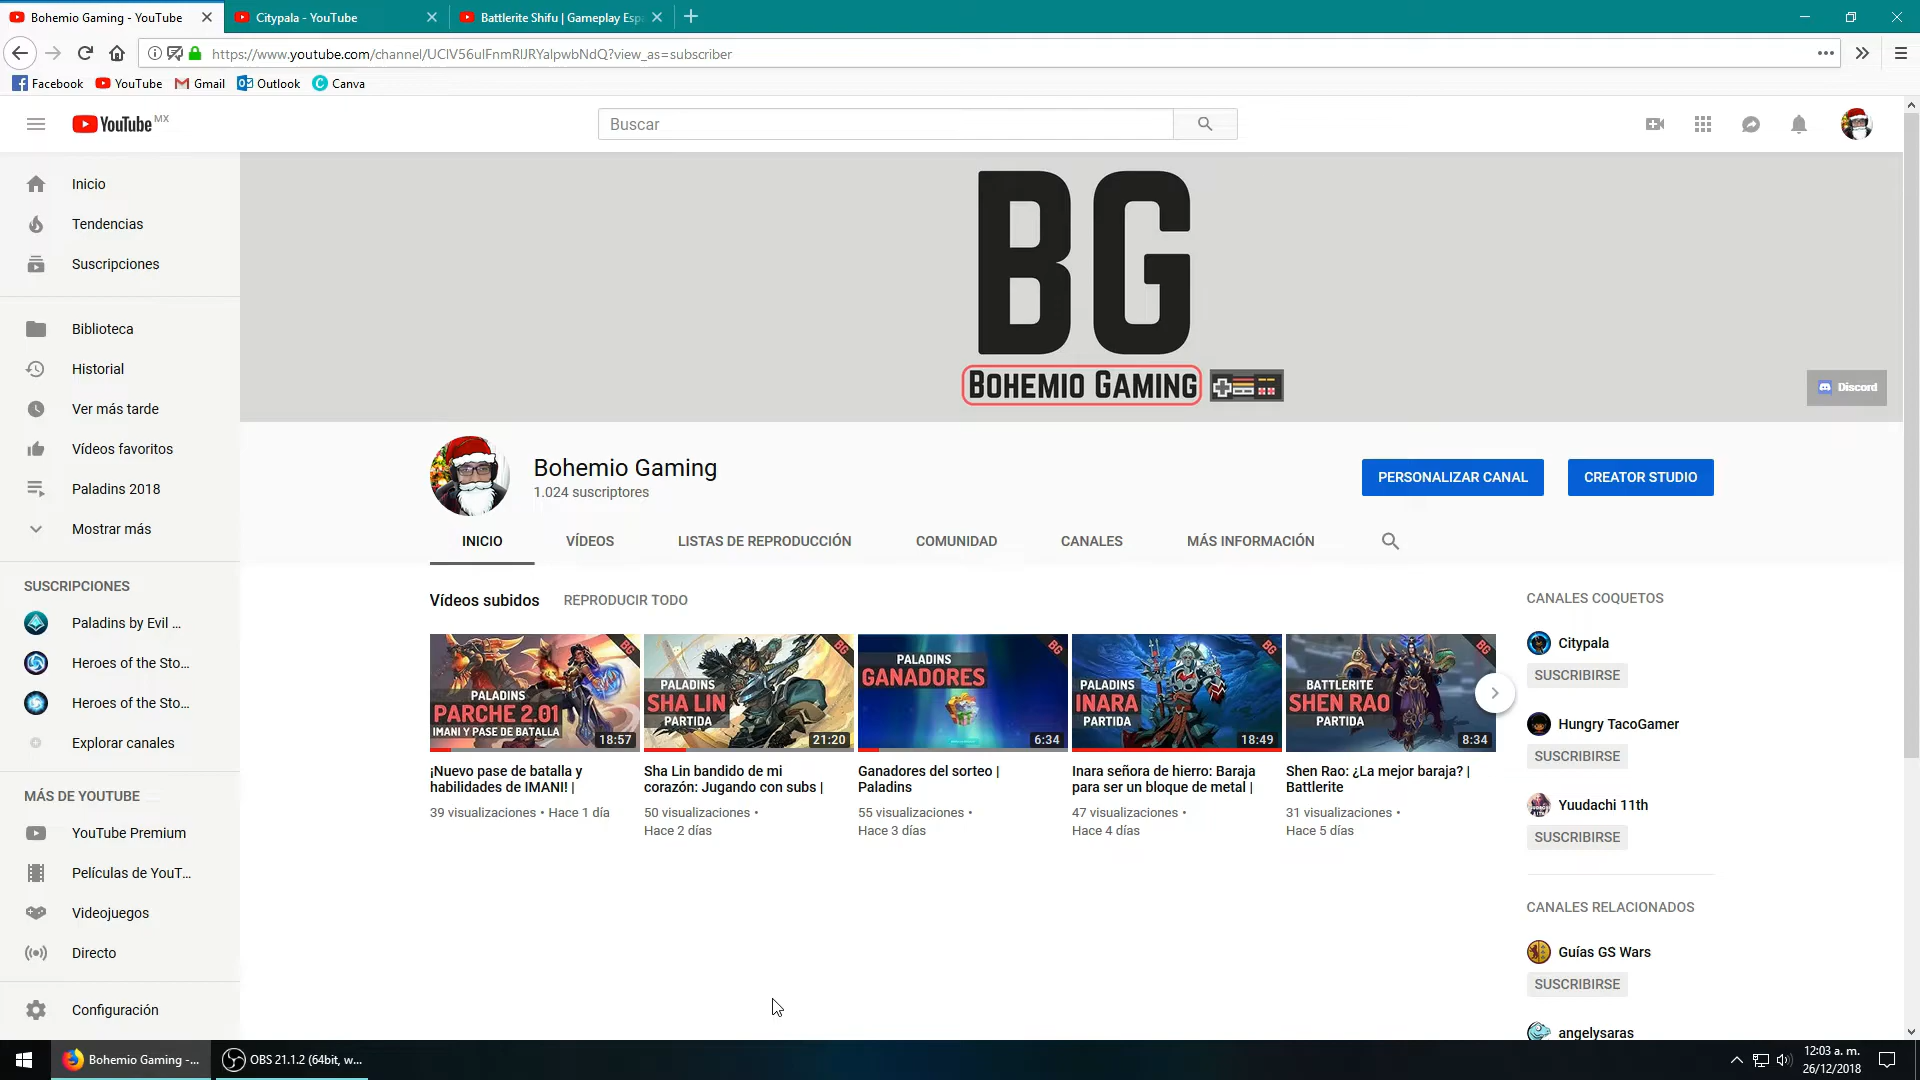 Bohemio Gaming - YouTube
Citypala - YouTube
Battlerite Shifu | Gameplay Esp
https://www.youtube.com/channel/UClV56ulFnmRlJRYalpwbNdQ?view_as=subscriber
Facebook
YouTube
Gmail
Outlook
Canva
YouTube MX
Buscar
Inicio
Tendencias
Suscripciones
Biblioteca
Historial
Ver más tarde
Vídeos favoritos
Paladins 2018
Mostrar más
SUSCRIPCIONES
Paladins by Evil ...
Heroes of the Sto...
Heroes of the Sto...
Explorar canales
MÁS DE YOUTUBE
YouTube Premium
Películas de YouT...
Videojuegos
Directo
Configuración
BG
BOHEMIO GAMING
Discord
Bohemio Gaming
1.024 suscriptores
PERSONALIZAR CANAL
CREATOR STUDIO
INICIO
VÍDEOS
LISTAS DE REPRODUCCIÓN
COMUNIDAD
CANALES
MÁS INFORMACIÓN
Vídeos subidos
REPRODUCIR TODO
BG
PALADINS
PARCHE 2.01
IMANI Y PASE DE BATALLA
18:57
¡Nuevo pase de batalla y
habilidades de IMANI! |
39 visualizaciones • Hace 1 día
BG
PALADINS
SHA LIN
PARTIDA
21:20
Sha Lin bandido de mi
corazón: Jugando con subs |
50 visualizaciones •
Hace 2 días
BG
PALADINS
GANADORES
6:34
Ganadores del sorteo |
Paladins
55 visualizaciones •
Hace 3 días
BG
PALADINS
INARA
PARTIDA
18:49
Inara señora de hierro: Baraja
para ser un bloque de metal |
47 visualizaciones •
Hace 4 días
BG
BATTLERITE
SHEN RAO
PARTIDA
8:34
Shen Rao: ¿La mejor baraja? |
Battlerite
31 visualizaciones •
Hace 5 días
CANALES COQUETOS
Citypala
SUSCRIBIRSE
Hungry TacoGamer
SUSCRIBIRSE
Yuudachi 11th
SUSCRIBIRSE
CANALES RELACIONADOS
Guías GS Wars
SUSCRIBIRSE
angelysaras
Bohemio Gaming -...
OBS 21.1.2 (64bit, w...
12:03 a. m.
26/12/2018